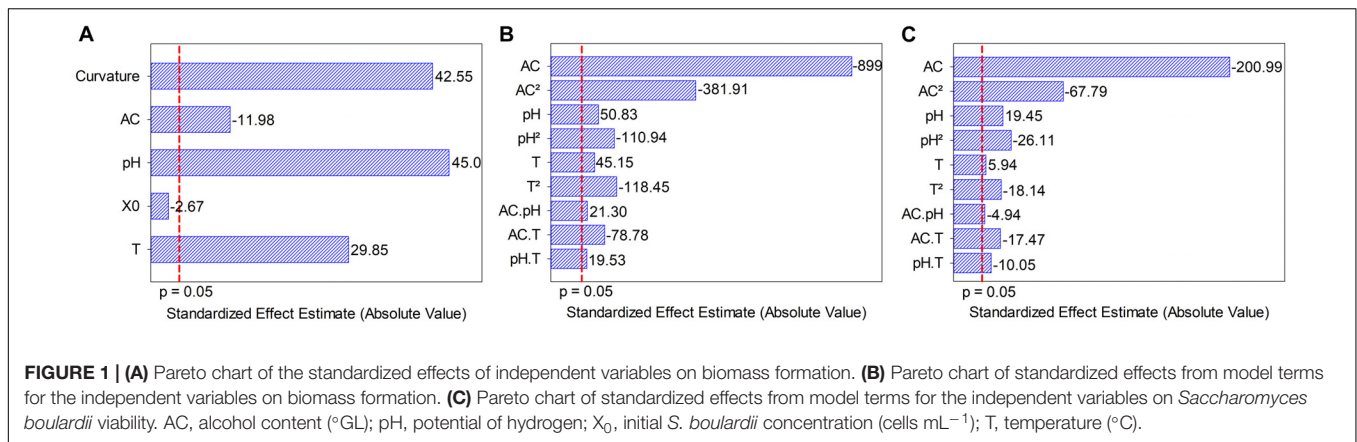 A
Curvature
42.55
AC
-11.98
pH
45.0
X0
-2.67
T
29.85
p = 0.05
Standardized Effect Estimate (Absolute Value)
B
AC
-899
AC²
-381.91
pH
50.83
pH²
-110.94
T
45.15
T²
-118.45
AC.pH
21.30
AC.T
-78.78
pH.T
19.53
p = 0.05
Standardized Effect Estimate (Absolute Value)
C
AC
-200.99
AC²
-67.79
pH
19.45
pH²
-26.11
T
5.94
T²
-18.14
AC.pH
-4.94
AC.T
-17.47
pH.T
-10.05
p = 0.05
Standardized Effect Estimate (Absolute Value)
FIGURE 1 | (A) Pareto chart of the standardized effects of independent variables on biomass formation. (B) Pareto chart of standardized effects from model terms
for the independent variables on biomass formation. (C) Pareto chart of standardized effects from model terms for the independent variables on Saccharomyces
boulardii viability. AC, alcohol content (°GL); pH, potential of hydrogen; X₀, initial S. boulardii concentration (cells mL⁻¹); T, temperature (°C).